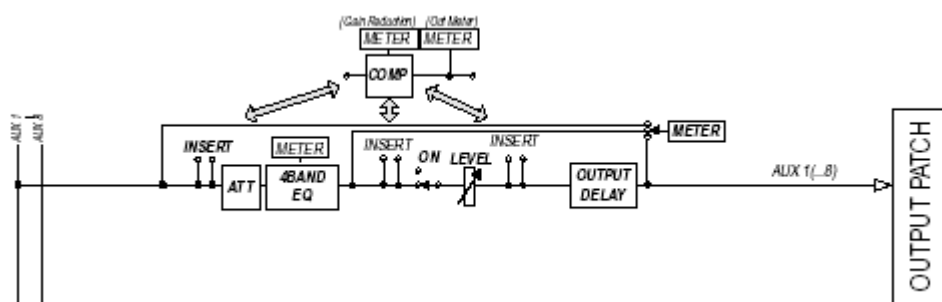 (Gain Reduction) (Out Meter)
METER METER
COMP
AUX 1
AUX 8
INSERT
METER
INSERT
ON
LEVEL
INSERT
METER
ATT
4BAND
EQ
OUTPUT
DELAY
AUX 1(...8)
OUTPUT PATCH